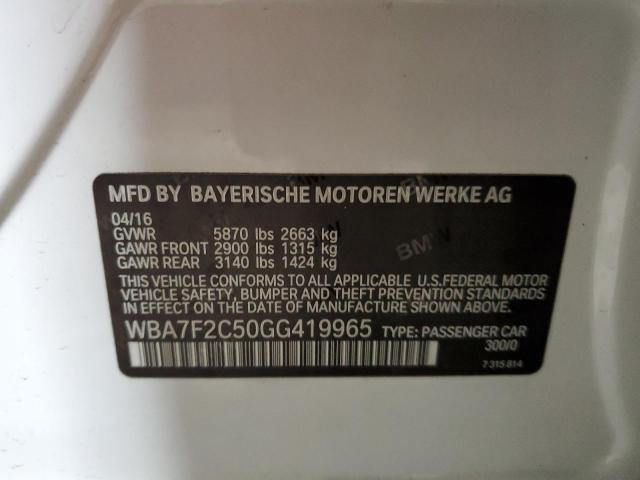 MFD BY BAYERISCHE MOTOREN WERKE AG
04/16
GVWR 5870 lbs 2663 kg
GAWR FRONT 2900 lbs 1315 kg
GAWR REAR 3140 lbs 1424 kg
THIS VEHICLE CONFORMS TO ALL APPLICABLE U.S.FEDERAL MOTOR
VEHICLE SAFETY, BUMPER AND THEFT PREVENTION STANDARDS
IN EFFECT ON THE DATE OF MANUFACTURE SHOWN ABOVE.
WBA7F2C50GG419965 TYPE: PASSENGER CAR
300/0
7 315 814
BMW